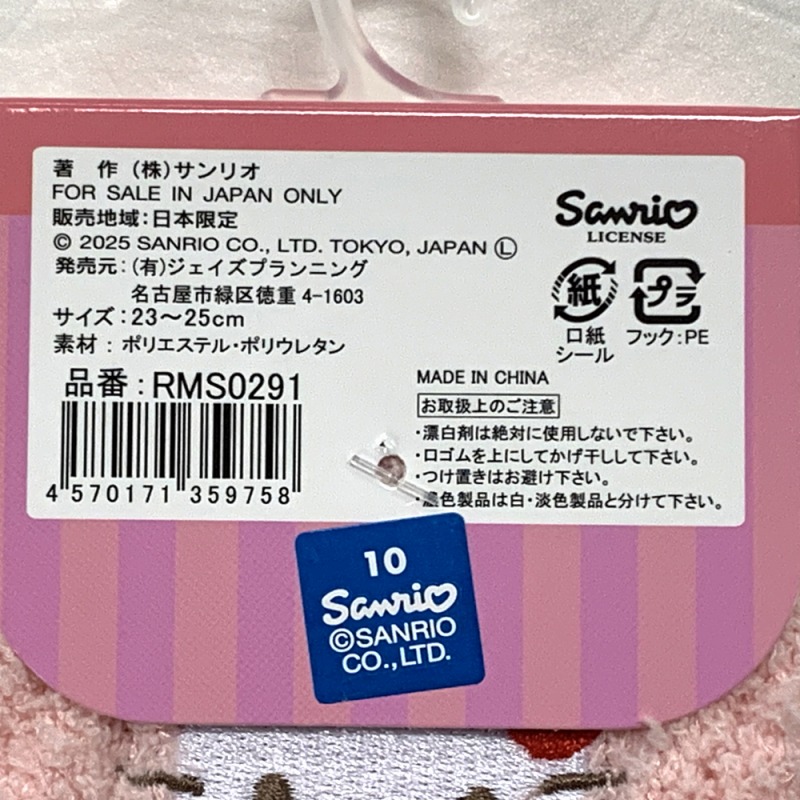 著 作 (株)サンリオ
FOR SALE IN JAPAN ONLY
販売地域:日本限定
© 2025 SANRIO CO., LTD. TOKYO, JAPAN Ⓛ
発売元:(有)ジェイズプランニング
名古屋市緑区徳重 4-1603
サイズ:23〜25cm
素材:ポリエステル・ポリウレタン
品番:RMS0291
4 570171 359758
Sanrio
LICENSE
紙
プラ
口紙
シール
フック:PE
MADE IN CHINA
お取扱上のご注意
・漂白剤は絶対に使用しないで下さい。
・口ゴムを上にしてかげ干しして下さい。
・つけ置きはお避け下さい。
・濃色製品は白・淡色製品と分けて下さい。
10
Sanrio
©SANRIO
CO.,LTD.